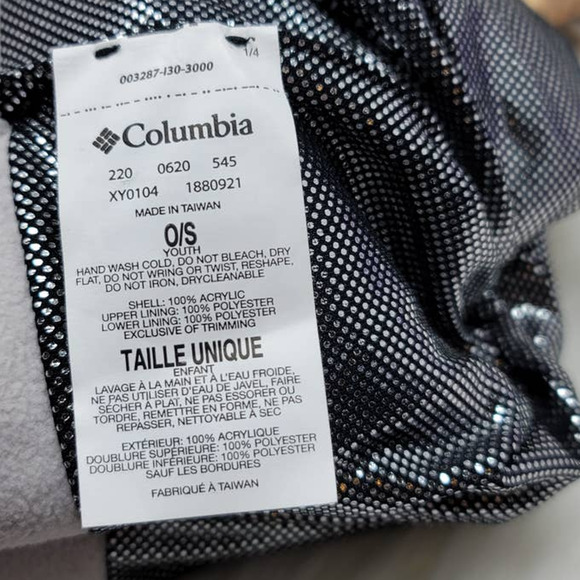 1/4
003287-I30-3000
Columbia
220 0620 545
XY0104 1880921
MADE IN TAIWAN
O/S
YOUTH
HAND WASH COLD, DO NOT BLEACH, DRY
FLAT, DO NOT WRING OR TWIST, RESHAPE,
DO NOT IRON, DRYCLEANABLE
SHELL: 100% ACRYLIC
UPPER LINING: 100% POLYESTER
LOWER LINING: 100% POLYESTER
EXCLUSIVE OF TRIMMING
TAILLE UNIQUE
ENFANT
LAVAGE À LA MAIN ET À L'EAU FROIDE,
NE PAS UTILISER D'EAU DE JAVEL, FAIRE
SÉCHER À PLAT, NE PAS ESSORER OU
TORDRE, REMETTRE EN FORME, NE PAS
REPASSER, NETTOYABLE À SEC
EXTÉRIEUR: 100% ACRYLIQUE
DOUBLURE SUPÉRIEURE: 100% POLYESTER
DOUBLURE INFÉRIEURE: 100% POLYESTER
SAUF LES BORDURES
FABRIQUÉ À TAIWAN